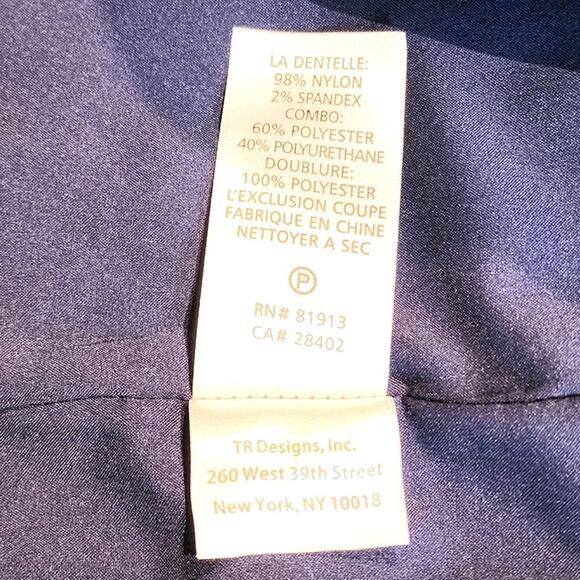 LA DENTELLE:
98% NYLON
2% SPANDEX
COMBO:
60% POLYESTER
40% POLYURETHANE
DOUBLURE:
100% POLYESTER
L'EXCLUSION COUPE
FABRIQUE EN CHINE
NETTOYER A SEC
P
RN# 81913
CA# 28402
TR Designs, Inc.
260 West 39th Street
New York, NY 10018